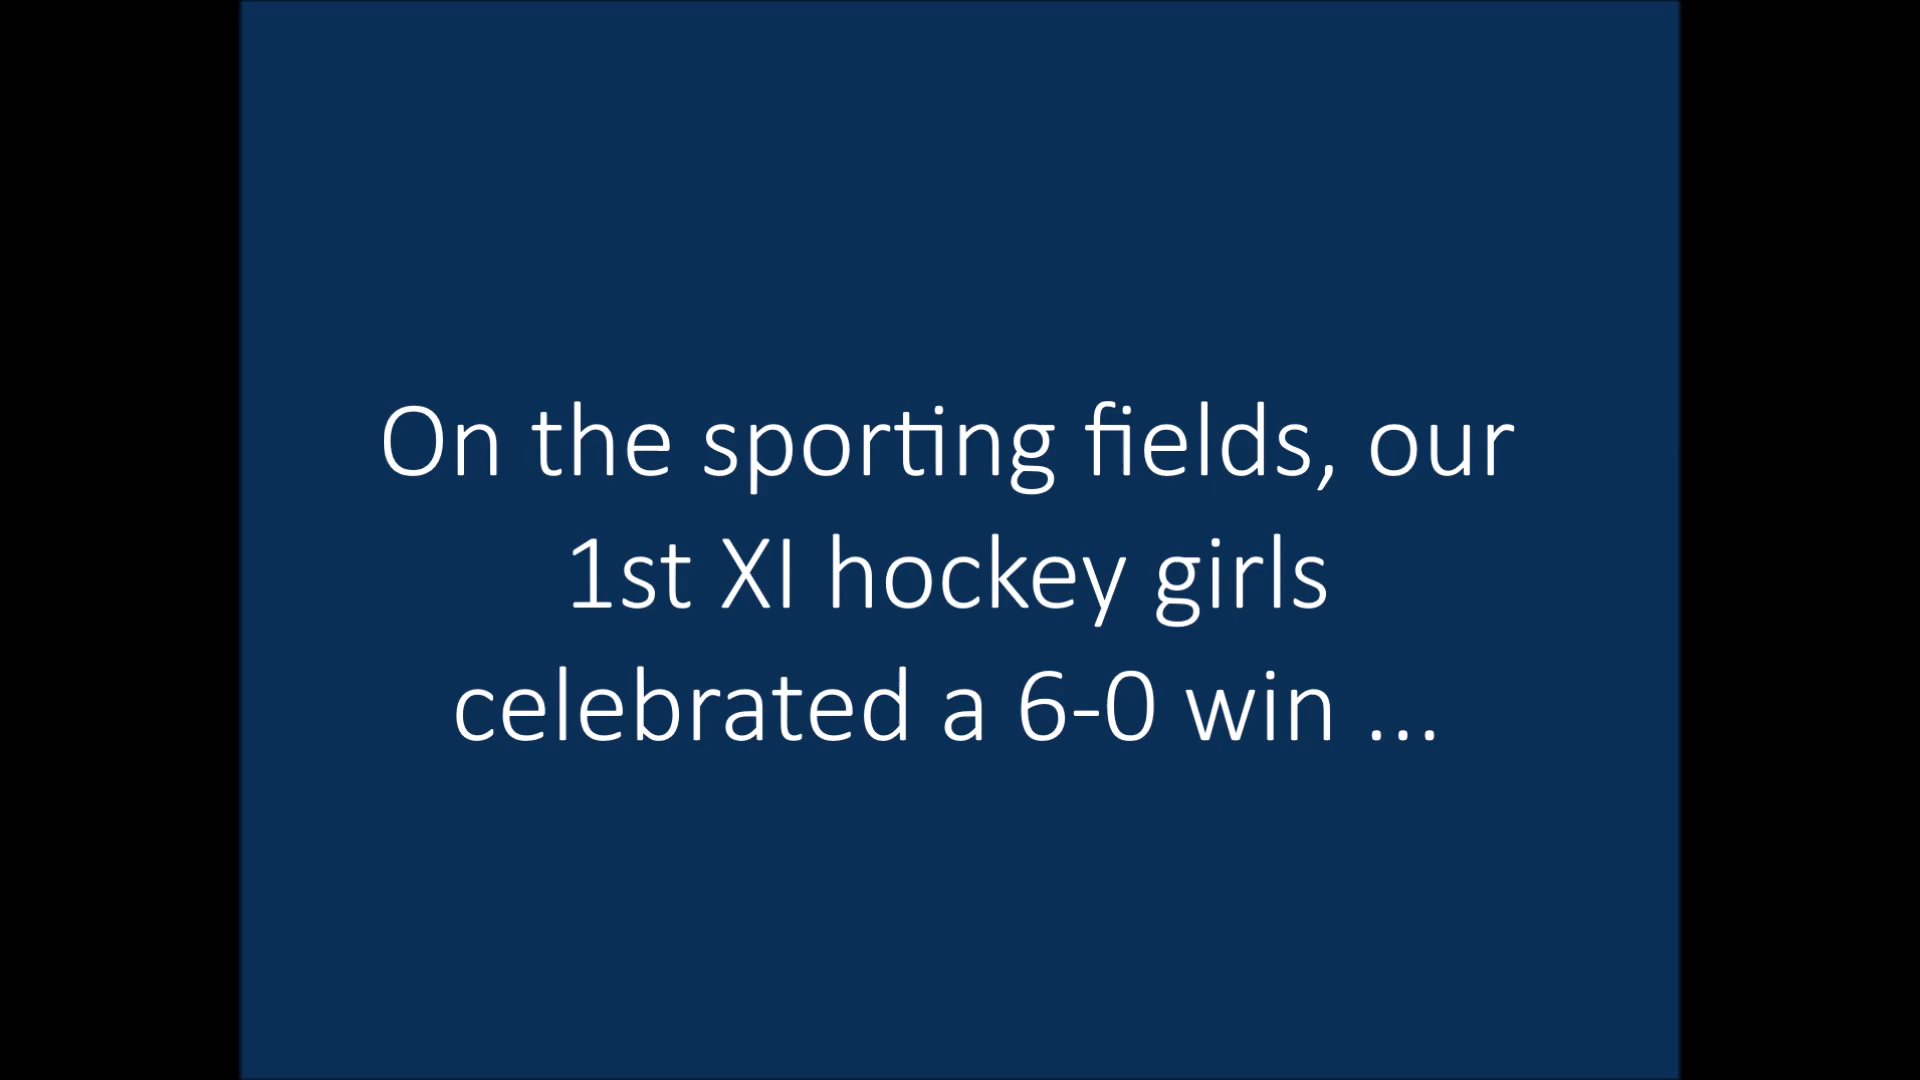 On the sporting fields, our
1st XI hockey girls
celebrated a 6-0 win ...